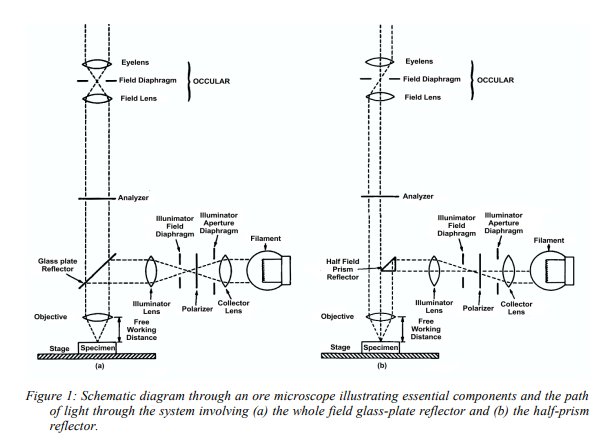 Eyelens
Field Diaphragm
OCCULAR
Field Lens
Analyzer
Illunimator
Field
Diaphragm
Illuminator
Aperture
Diaphragm
Filament
Glass plate
Reflector
Illuminator
Lens
Polarizer
Collector
Lens
Objective
Free
Working
Distance
Stage
Specimen
(a)
Eyelens
Field Diaphragm
OCCULAR
Field Lens
Analyzer
Illunimator
Field
Diaphragm
Illuminator
Aperture
Diaphragm
Filament
Half Field
Prism
Reflector
Illuminator
Lens
Polarizer
Collector
Lens
Objective
Free
Working
Distance
Stage
Specimen
(b)
Figure 1: Schematic diagram through an ore microscope illustrating essential components and the path
of light through the system involving (a) the whole field glass-plate reflector and (b) the half-prism
reflector.